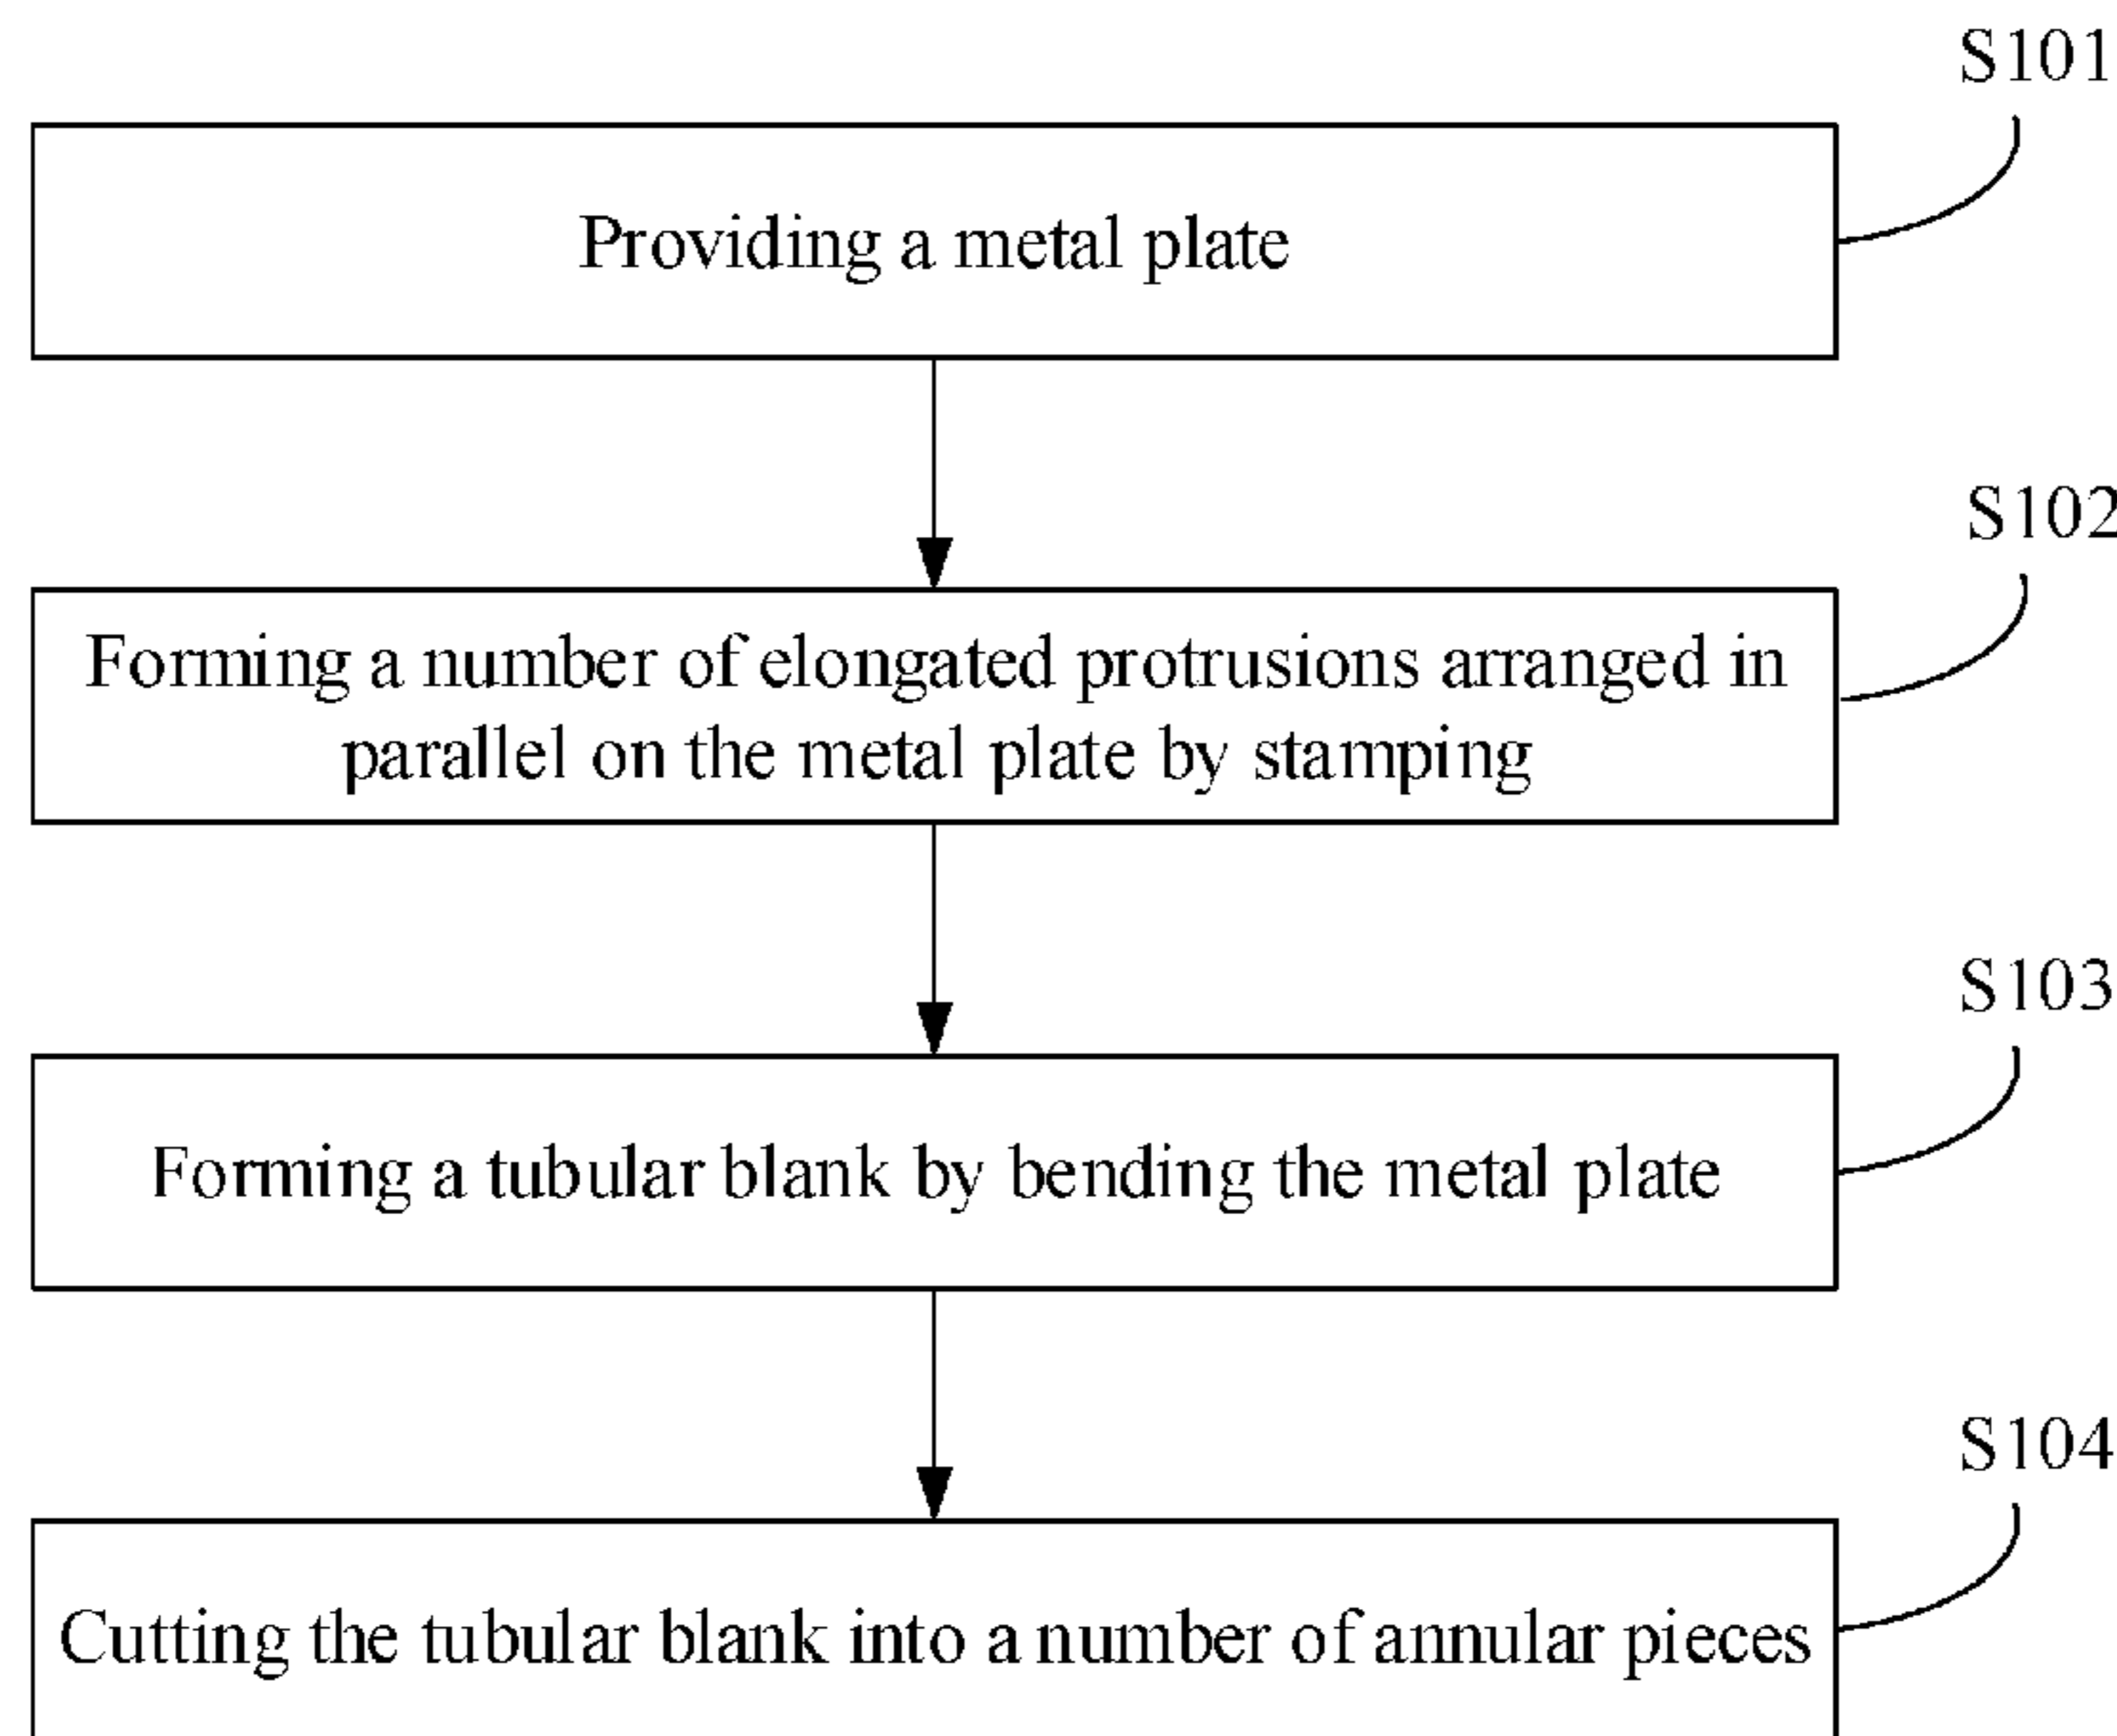 S101
Providing a metal plate
S102
Forming a number of elongated protrusions arranged in
parallel on the metal plate by stamping
S103
Forming a tubular blank by bending the metal plate
S104
Cutting the tubular blank into a number of annular pieces